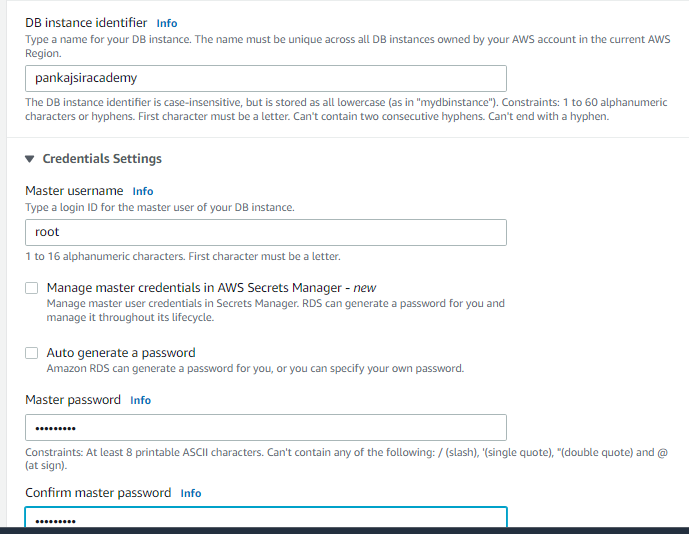 DB instance identifier Info
Type a name for your DB instance. The name must be unique across all DB instances owned by your AWS account in the current AWS
Region.
pankajsiracademy
The DB instance identifier is case-insensitive, but is stored as all lowercase (as in "mydbinstance"). Constraints: 1 to 60 alphanumeric
characters or hyphens. First character must be a letter. Can't contain two consecutive hyphens. Can't end with a hyphen.
▼ Credentials Settings
Master username Info
Type a login ID for the master user of your DB instance.
root
1 to 16 alphanumeric characters. First character must be a letter.
Manage master credentials in AWS Secrets Manager - new
Manage master user credentials in Secrets Manager. RDS can generate a password for you and
manage it throughout its lifecycle.
Auto generate a password
Amazon RDS can generate a password for you, or you can specify your own password.
Master password Info
•••••••••
Constraints: At least 8 printable ASCII characters. Can't contain any of the following: / (slash), '(single quote), "(double quote) and @
(at sign).
Confirm master password Info
•••••••••